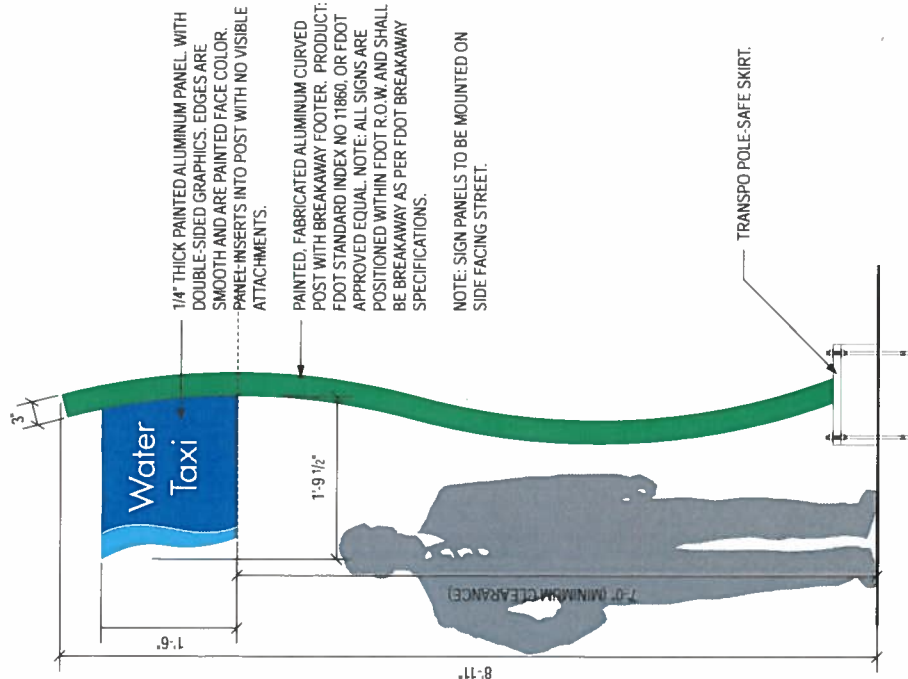 1/4" THICK PAINTED ALUMINUM PANEL. WITH
DOUBLE-SIDED GRAPHICS. EDGES ARE
SMOOTH AND ARE PAINTED FACE COLOR.
PANEL INSERTS INTO POST WITH NO VISIBLE
ATTACHMENTS.
PAINTED, FABRICATED ALUMINUM CURVED
POST WITH BREAKAWAY FOOTER. PRODUCT:
FDOT STANDARD INDEX NO 11860, OR FDOT
APPROVED EQUAL. NOTE: ALL SIGNS ARE
POSITIONED WITHIN FDOT R.O.W. AND SHALL
BE BREAKAWAY AS PER FDOT BREAKAWAY
SPECIFICATIONS.
NOTE: SIGN PANELS TO BE MOUNTED ON
SIDE FACING STREET.
TRANSPO POLE-SAFE SKIRT.
3"
Water
Taxi
1'-9 1/2"
7'-0" (MINIMUM CLEARANCE)
1'-6"
8'-11"